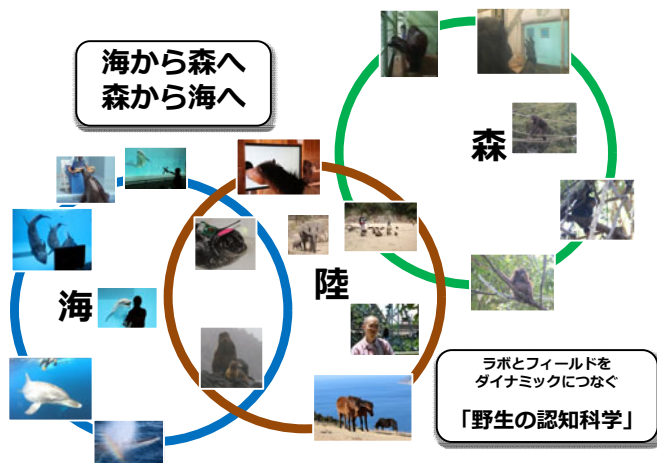 海から森へ
森から海へ
森
陸
海
ラボとフィールドを
ダイナミックにつなぐ
「野生の認知科学」